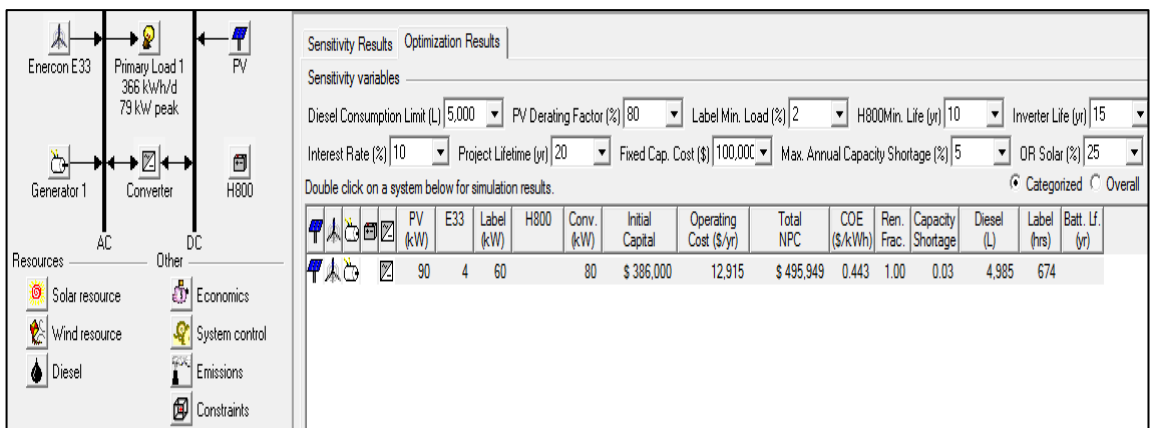 Enercon E33
Primary Load 1
366 kWh/d
79 kW peak
PV
Generator 1
Converter
H800
AC
DC
Resources
Other
Solar resource
Economics
Wind resource
System control
Diesel
Emissions
Constraints
Sensitivity Results Optimization Results
Sensitivity variables
Diesel Consumption Limit (L) 5,000 PV Derating Factor (%) 80 Label Min. Load (%) 2 H800Min. Life (yr) 10 Inverter Life (yr) 15
Interest Rate (%) 10 Project Lifetime (yr) 20 Fixed Cap. Cost ($) 100,000 Max. Annual Capacity Shortage (%) 5 OR Solar (%) 25
Double click on a system below for simulation results. Categorized Overall
PV (kW) E33 Label (kW) H800 Conv. (kW) Initial Capital Operating Cost ($/yr) Total NPC COE ($/kWh) Ren. Frac. Capacity Shortage Diesel (L) Label (hrs) Batt. Lf. (yr)
90 4 60 80 $ 386,000 12,915 $ 495,949 0.443 1.00 0.03 4,985 674